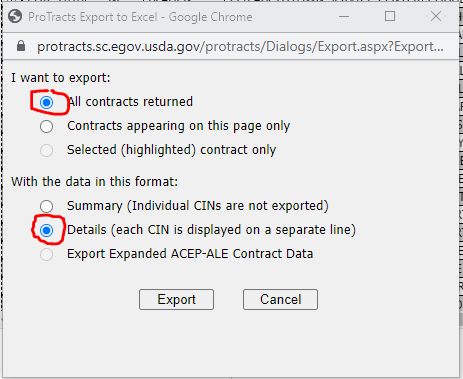 ProTracts Export to Excel - Google Chrome
protracts.sc.egov.usda.gov/protracts/Dialogs/Export.aspx?Export...
I want to export:
All contracts returned
Contracts appearing on this page only
Selected (highlighted) contract only
With the data in this format:
Summary (Individual CINs are not exported)
Details (each CIN is displayed on a separate line)
Export Expanded ACEP-ALE Contract Data
Export Cancel